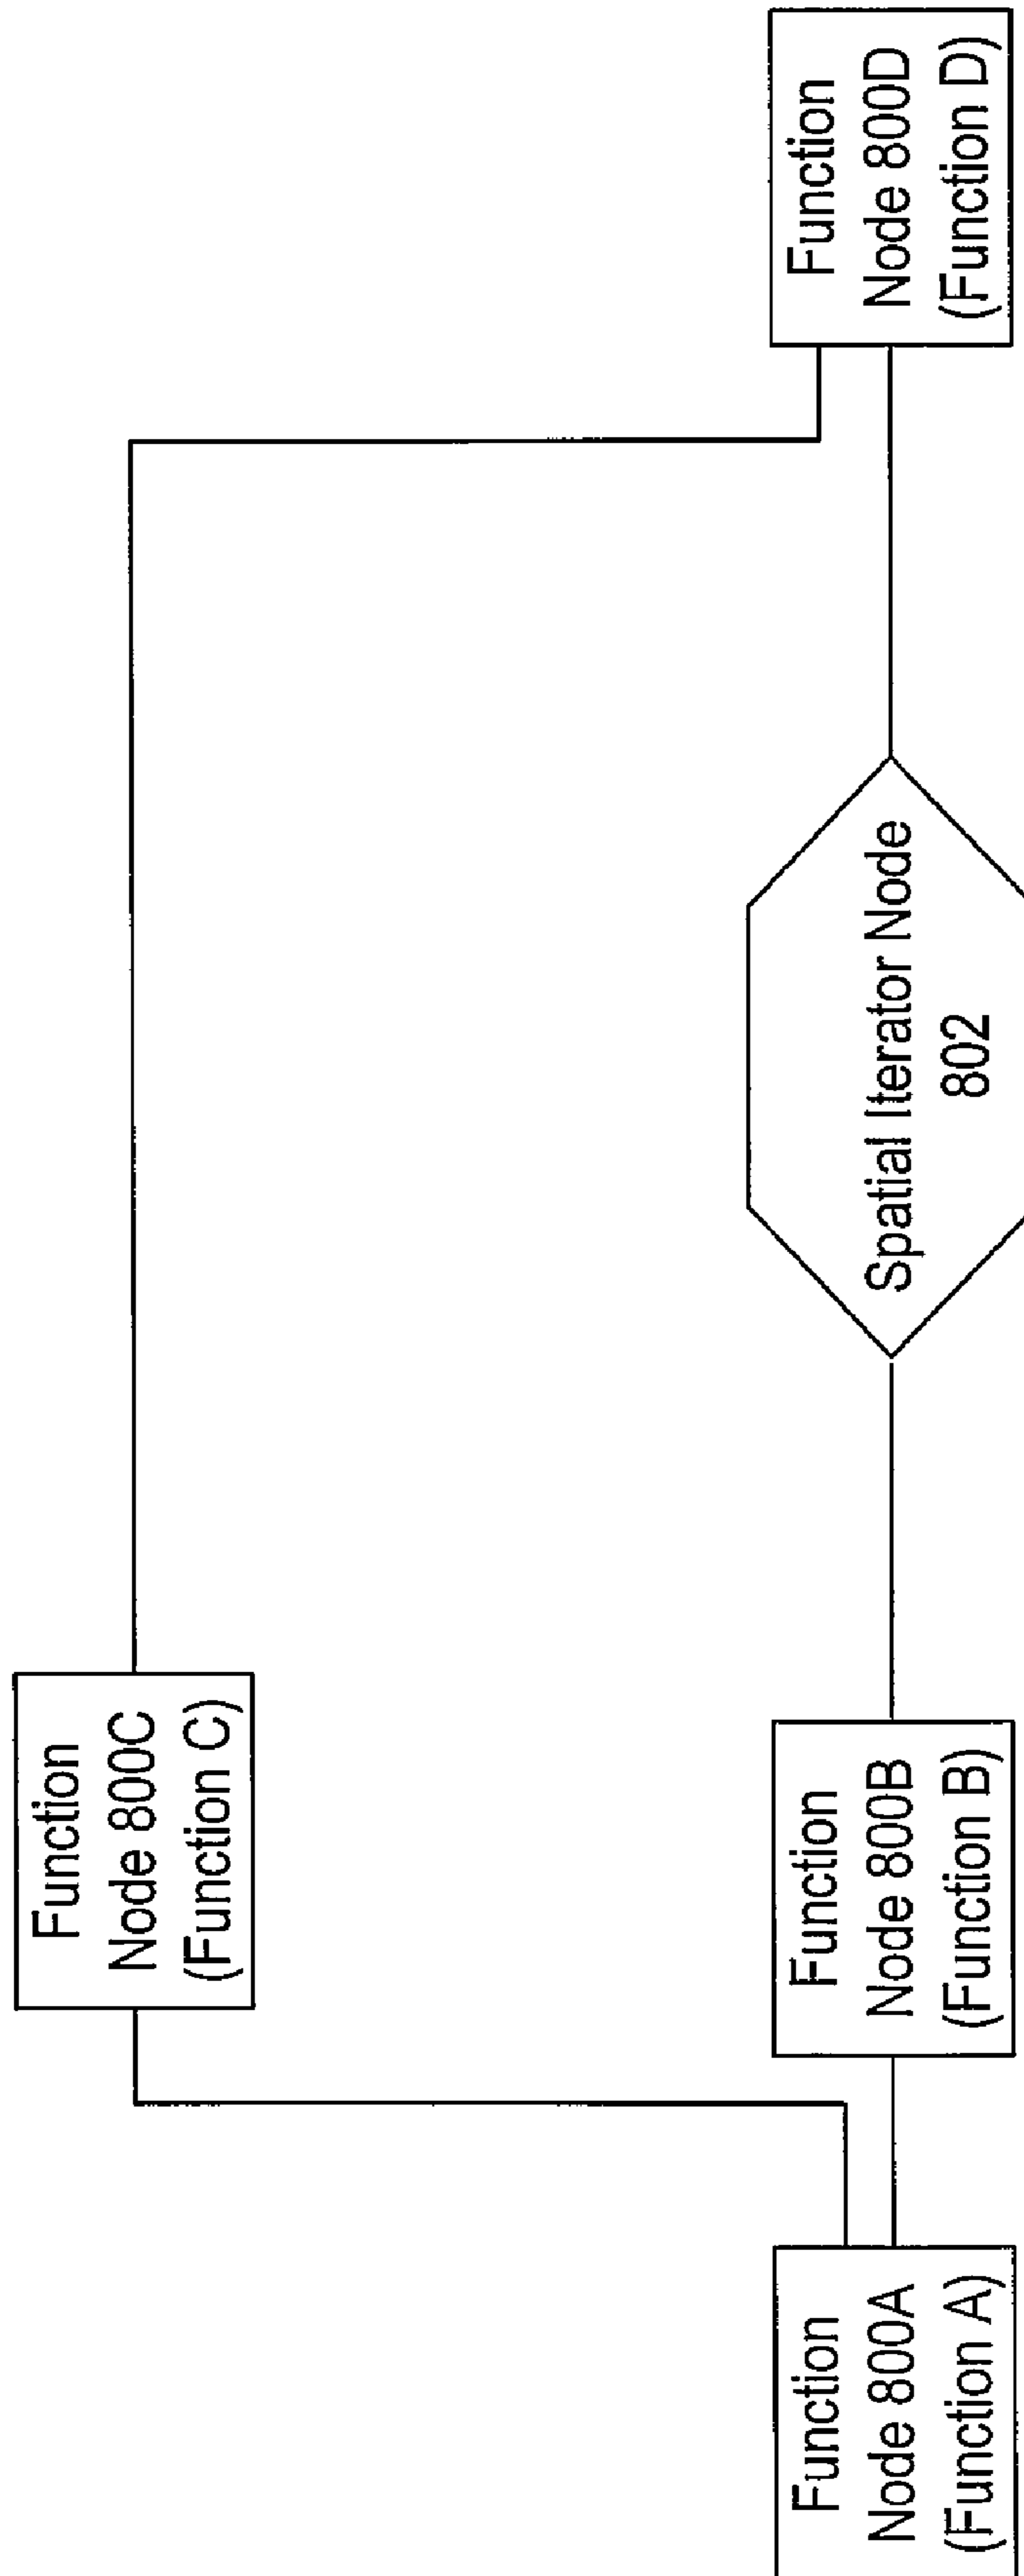 Function
Node 800C
(Function C)
Function
Node 800A
(Function A)
Function
Node 800B
(Function B)
Spatial Iterator Node
802
Function
Node 800D
(Function D)